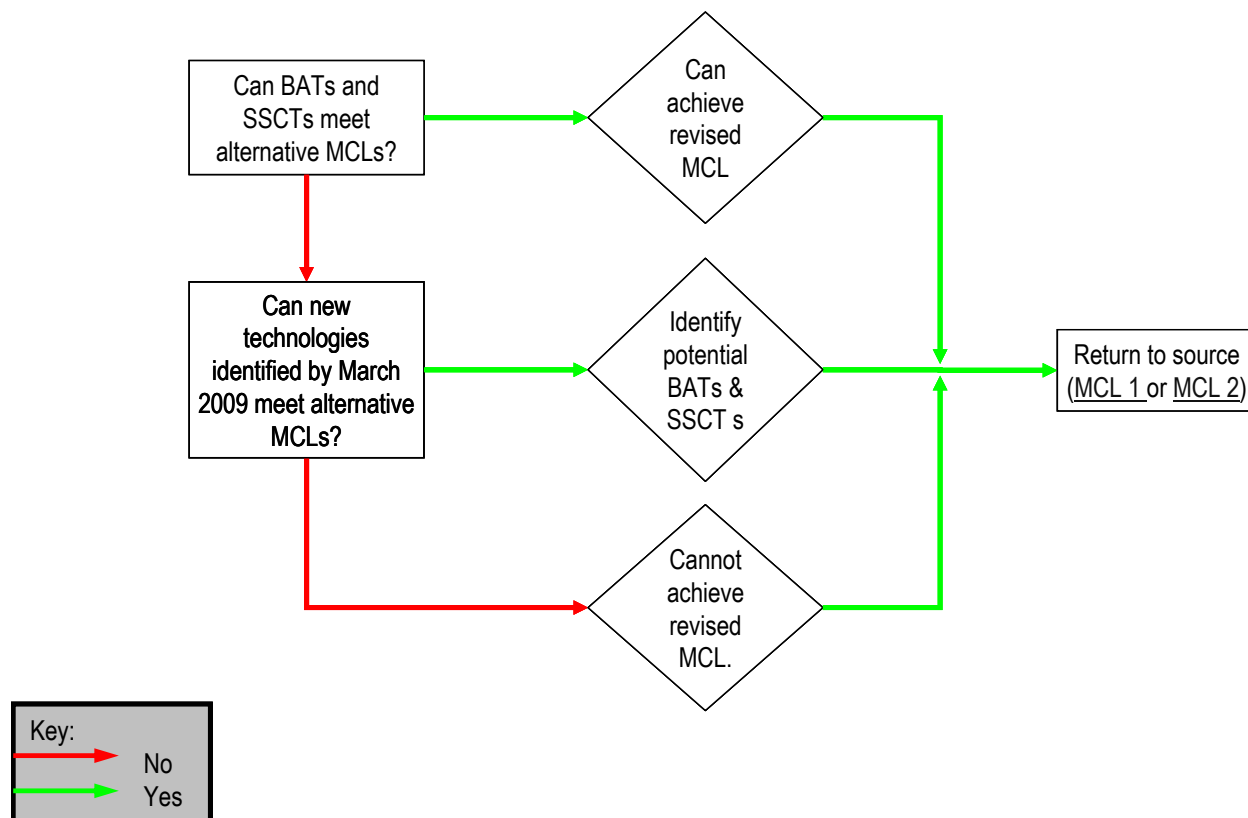 Can BATs and
SSCTs meet
alternative MCLs?
Can
achieve
revised
MCL
Can new
technologies
identified by March
2009 meet alternative
MCLs?
Identify
potential
BATs &
SSCT s
Return to source
(MCL 1 or MCL 2)
Cannot
achieve
revised
MCL.
Key:
No
Yes